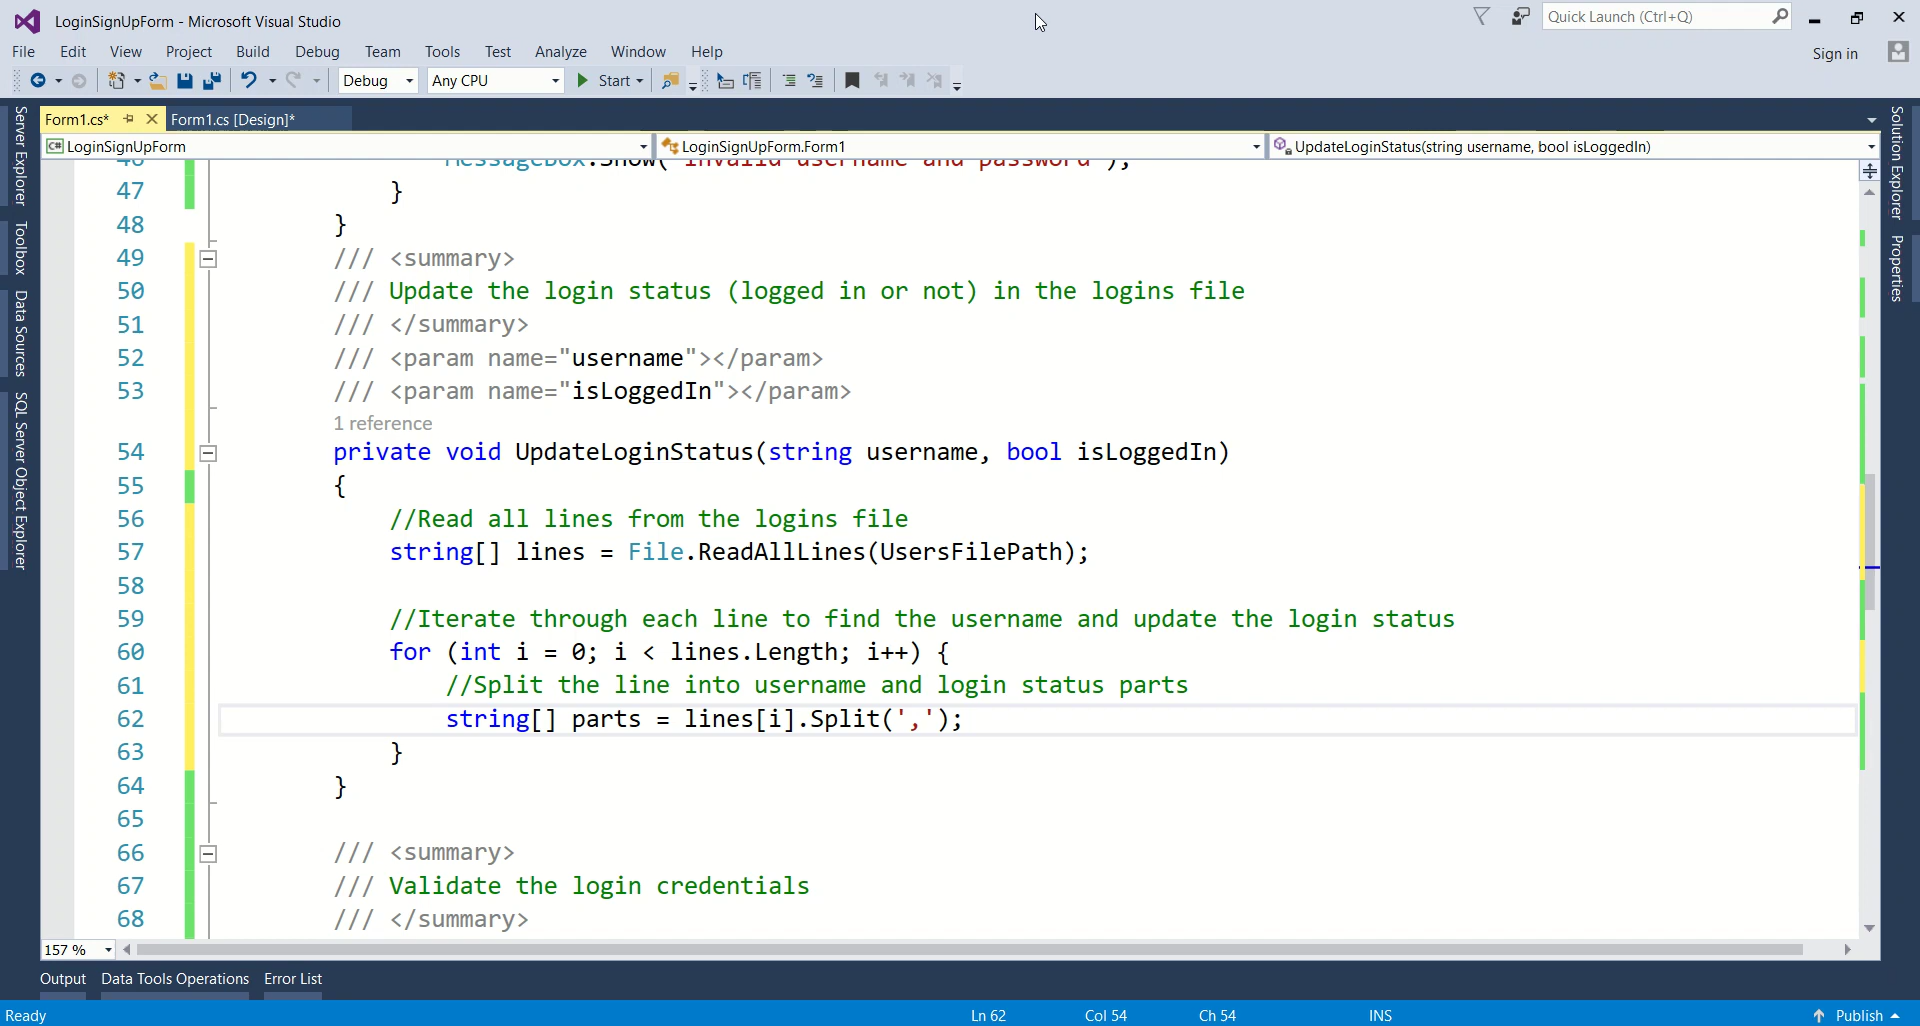 LoginSignUpForm - Microsoft Visual Studio
Quick Launch (Ctrl+Q)
File Edit View Project Build Debug Team Tools Test Analyze Window Help
Sign in
Debug Any CPU Start
Form1.cs* Form1.cs [Design]*
C# LoginSignUpForm LoginSignUpForm.Form1 UpdateLoginStatus(string username, bool isLoggedIn)
Server Explorer
Toolbox
Data Sources
SQL Server Object Explorer
Solution Explorer
Properties
46 MessageBox.Show("Invalid username and password");
47 }
48 }
49 /// <summary>
50 /// Update the login status (logged in or not) in the logins file
51 /// </summary>
52 /// <param name="username"></param>
53 /// <param name="isLoggedIn"></param>
1 reference
54 private void UpdateLoginStatus(string username, bool isLoggedIn)
55 {
56 //Read all lines from the logins file
57 string[] lines = File.ReadAllLines(UsersFilePath);
58
59 //Iterate through each line to find the username and update the login status
60 for (int i = 0; i < lines.Length; i++) {
61 //Split the line into username and login status parts
62 string[] parts = lines[i].Split(',');
63 }
64 }
65
66 /// <summary>
67 /// Validate the login credentials
68 /// </summary>
157 %
Output Data Tools Operations Error List
Ready Ln 62 Col 54 Ch 54 INS Publish